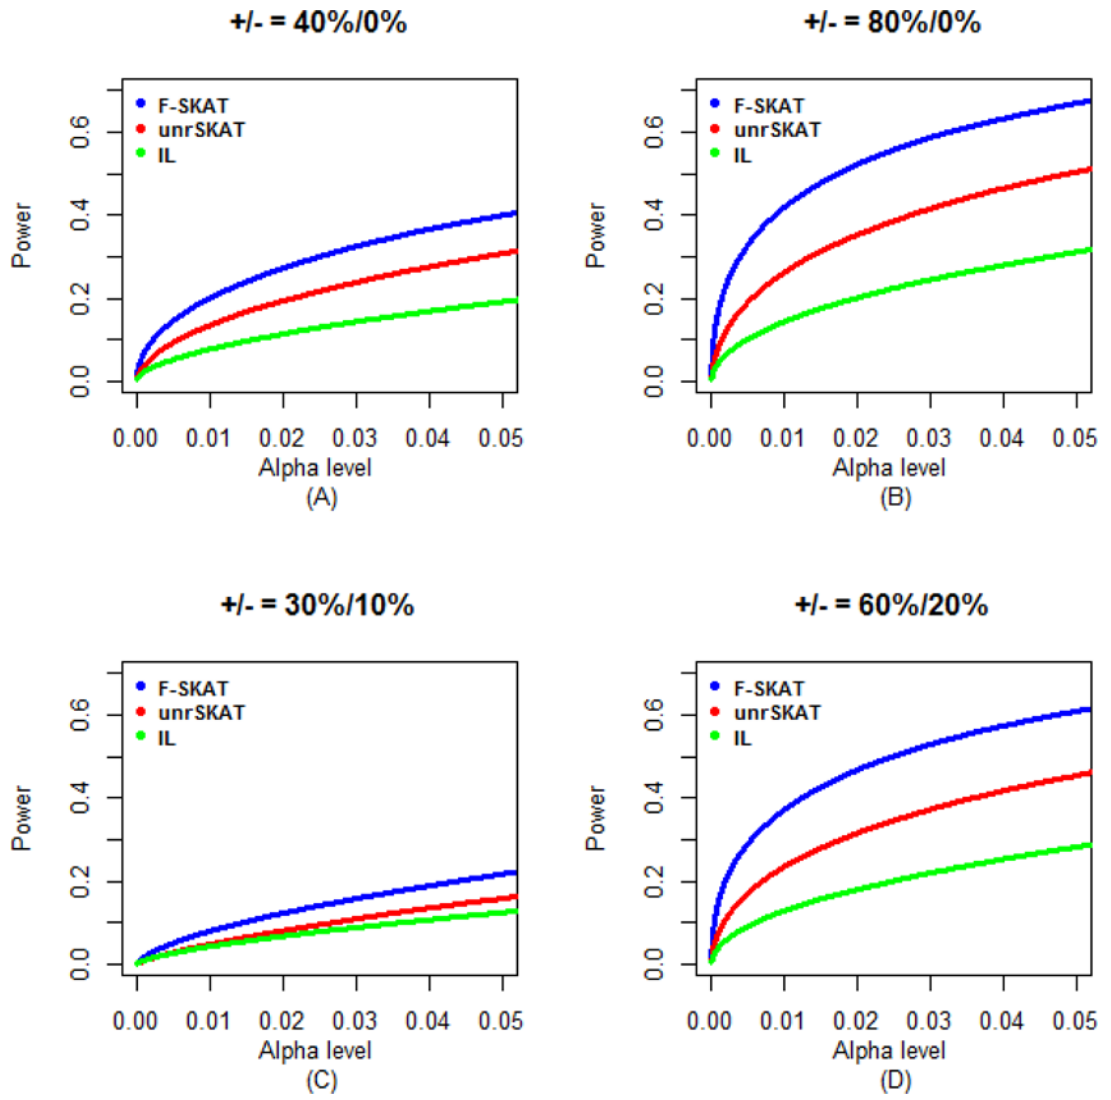 +/- = 40%/0%
F-SKAT
unrSKAT
IL
Power
0.0 0.2 0.4 0.6
0.00 0.01 0.02 0.03 0.04 0.05
Alpha level
(A)
+/- = 80%/0%
F-SKAT
unrSKAT
IL
Power
0.0 0.2 0.4 0.6
0.00 0.01 0.02 0.03 0.04 0.05
Alpha level
(B)
+/- = 30%/10%
F-SKAT
unrSKAT
IL
Power
0.0 0.2 0.4 0.6
0.00 0.01 0.02 0.03 0.04 0.05
Alpha level
(C)
+/- = 60%/20%
F-SKAT
unrSKAT
IL
Power
0.0 0.2 0.4 0.6
0.00 0.01 0.02 0.03 0.04 0.05
Alpha level
(D)